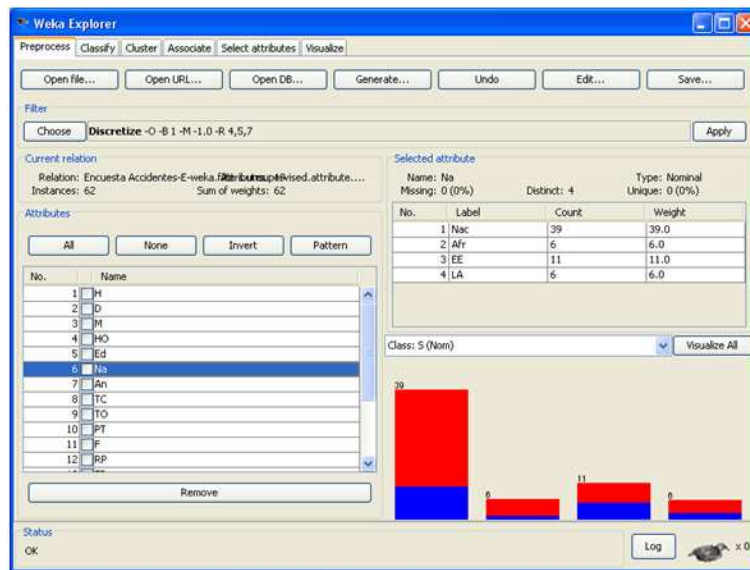 Weka Explorer
Preprocess Classify Cluster Associate Select attributes Visualize
Open file... Open URL... Open DB... Generate... Undo Edit... Save...
Filter
Choose Discretize -O -B 1 -M -1.0 -R 4,5,7 Apply
Current relation
Relation: Encuesta Accidentes-E-weka.
Instances: 62 Sum of weights: 62
Attributes
All None Invert Pattern
No. Name
1 H
2 D
3 M
4 HO
5 Ed
6 Na
7 An
8 TC
9 TO
10 PT
11 F
12 RP
Remove
Selected attribute
Name: Na Type: Nominal
Missing: 0 (0%) Distinct: 4 Unique: 0 (0%)
No. Label Count Weight
1 Nac 39 39.0
2 Afr 6 6.0
3 EE 11 11.0
4 LA 6 6.0
Class: S (Nom) Visualize All
39
6
11
6
Status
OK
Log x 0